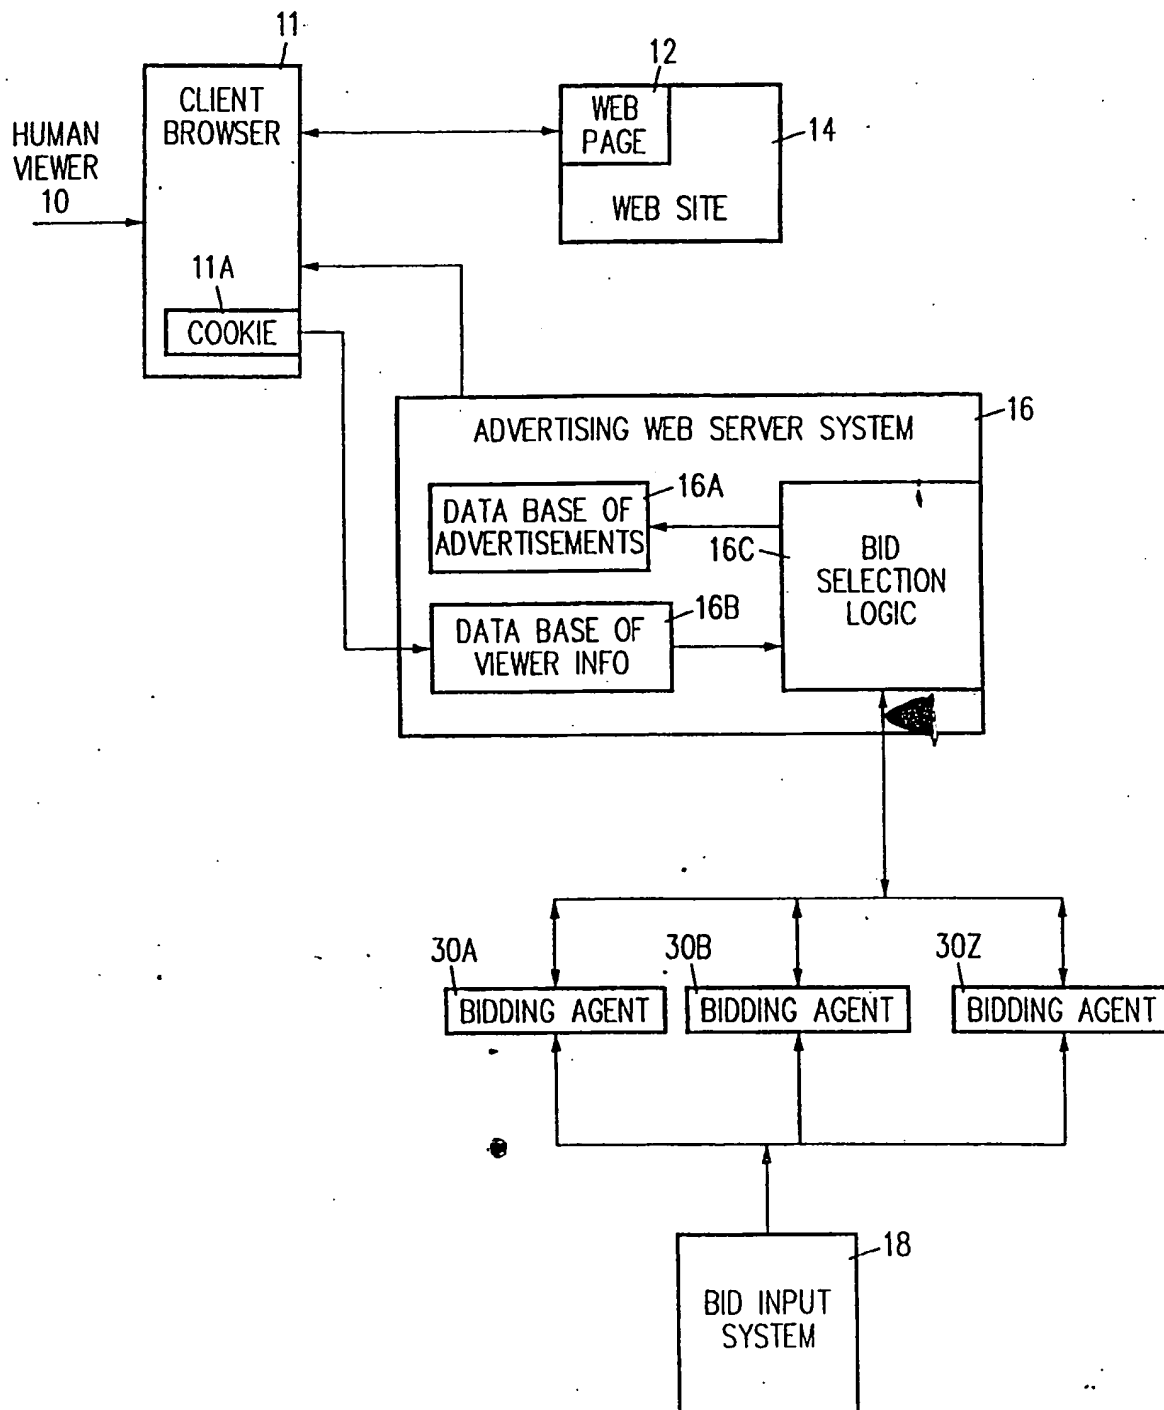 11
CLIENT
BROWSER
HUMAN
VIEWER
10
11A
COOKIE
12
WEB
PAGE
14
WEB SITE
16
ADVERTISING WEB SERVER SYSTEM
16A
DATA BASE OF
ADVERTISEMENTS
16C
BID
SELECTION
LOGIC
16B
DATA BASE OF
VIEWER INFO
30A
BIDDING AGENT
30B
BIDDING AGENT
30Z
BIDDING AGENT
18
BID INPUT
SYSTEM